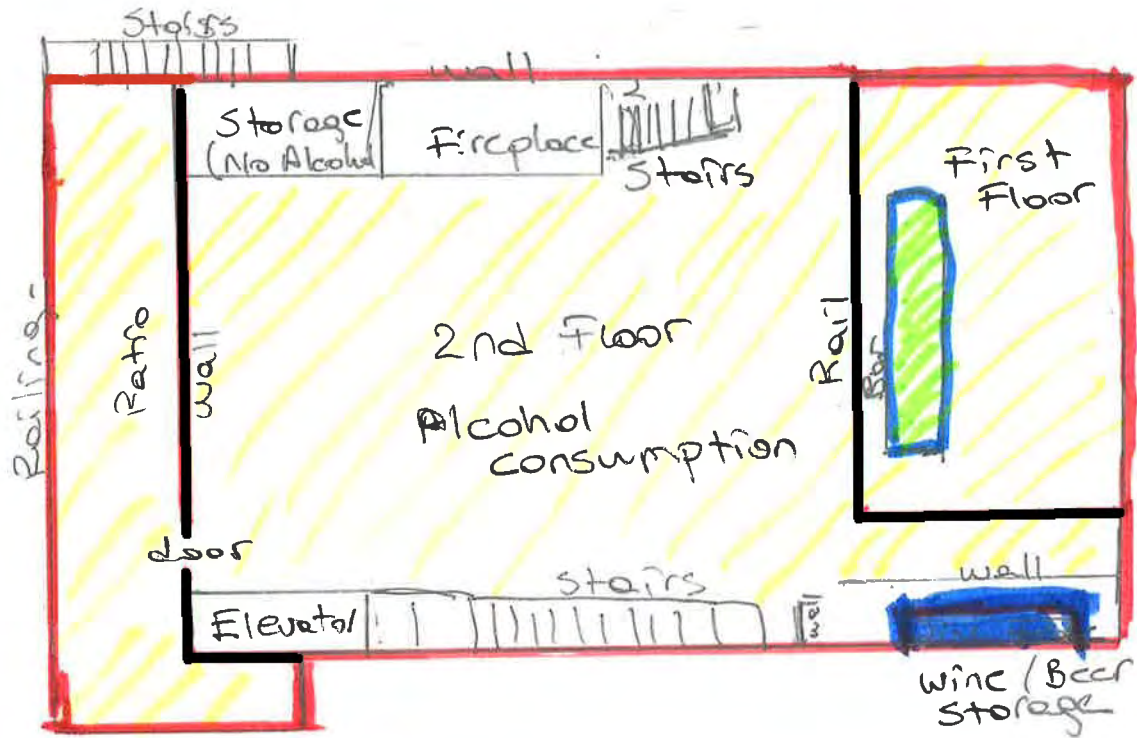 Stairs
wall
Storage
(No Alcohol
Fireplace
Stairs
First
Floor
Railing
Patio
wall
2nd Floor
Rail
Bar
Alcohol
consumption
door
Stairs
wall
Elevator
wall
wine / Beer
Storage